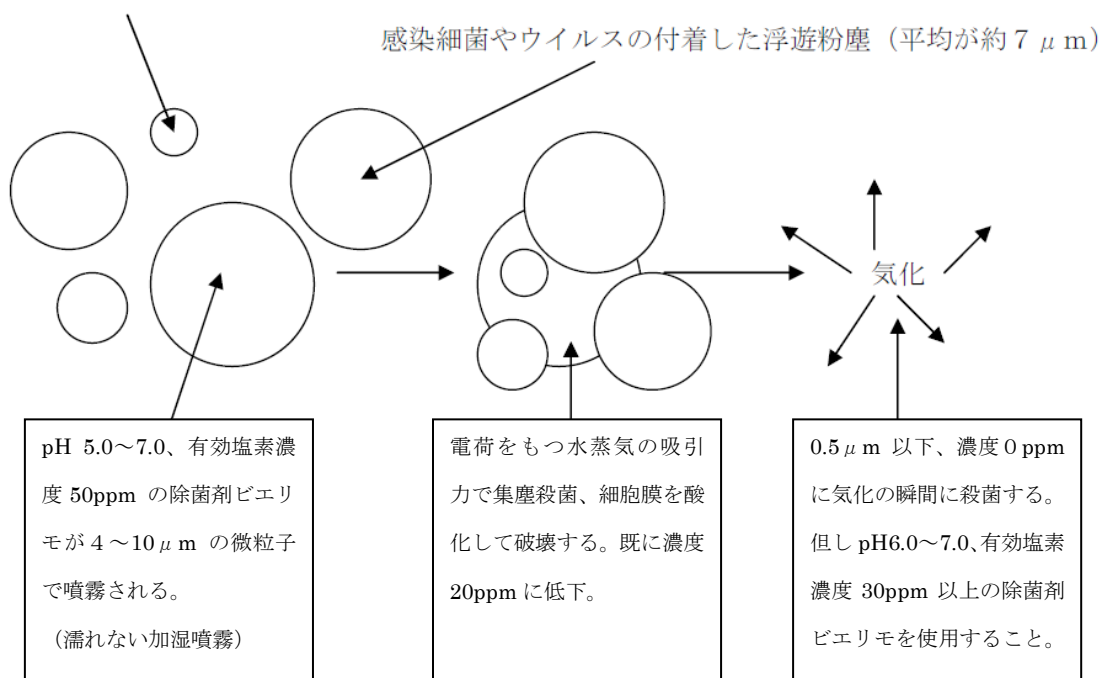 感染細菌やウイルスの付着した浮遊粉塵（平均が約７μm）
気化
pH 5.0～7.0、有効塩素濃
度 50ppm の除菌剤ビエリ
モが４～10μm の微粒子
で噴霧される。
（濡れない加湿噴霧）
電荷をもつ水蒸気の吸引
力で集塵殺菌、細胞膜を酸
化して破壊する。既に濃度
20ppm に低下。
0.5μm 以下、濃度０ppm
に気化の瞬間に殺菌する。
但し pH6.0～7.0、有効塩素
濃度 30ppm 以上の除菌剤
ビエリモを使用すること。